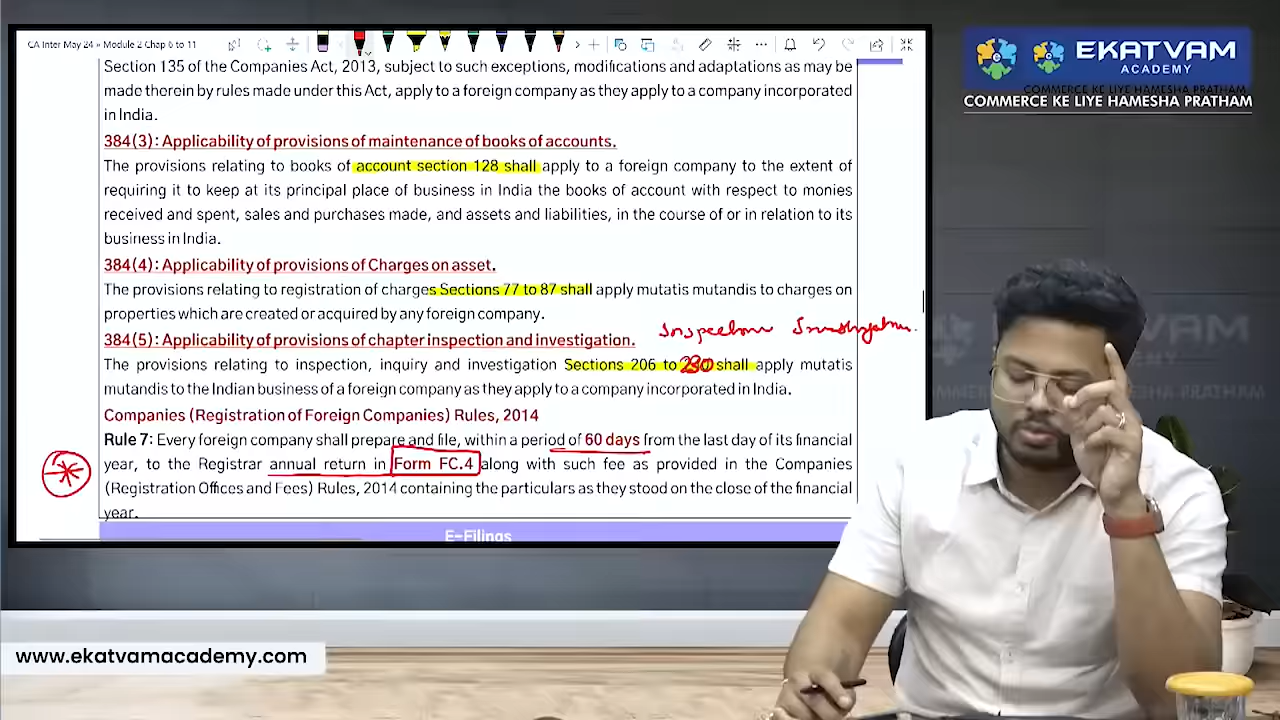 CA Inter May 24 » Module 2 Chap 6 to 11
Section 135 of the Companies Act, 2013, subject to such exceptions, modifications and adaptations as may be
made therein by rules made under this Act, apply to a foreign company as they apply to a company incorporated
in India.
384(3): Applicability of provisions of maintenance of books of accounts.
The provisions relating to books of account section 128 shall apply to a foreign company to the extent of
requiring it to keep at its principal place of business in India the books of account with respect to monies
received and spent, sales and purchases made, and assets and liabilities, in the course of or in relation to its
business in India.
384(4): Applicability of provisions of Charges on asset.
The provisions relating to registration of charges Sections 77 to 87 shall apply mutatis mutandis to charges on
properties which are created or acquired by any foreign company.
384(5): Applicability of provisions of chapter inspection and investigation.
The provisions relating to inspection, inquiry and investigation Sections 206 to shall apply mutatis
mutandis to the Indian business of a foreign company as they apply to a company incorporated in India.
Companies (Registration of Foreign Companies) Rules, 2014
Rule 7: Every foreign company shall prepare and file, within a period of 60 days from the last day of its financial
year, to the Registrar annual return in Form FC.4 along with such fee as provided in the Companies
(Registration Offices and Fees) Rules, 2014 containing the particulars as they stood on the close of the financial
year.
E-Filings
EKATVAM
ACADEMY
COMMERCE KE LIYE HAMESHA PRATHAM
www.ekatvamacademy.com